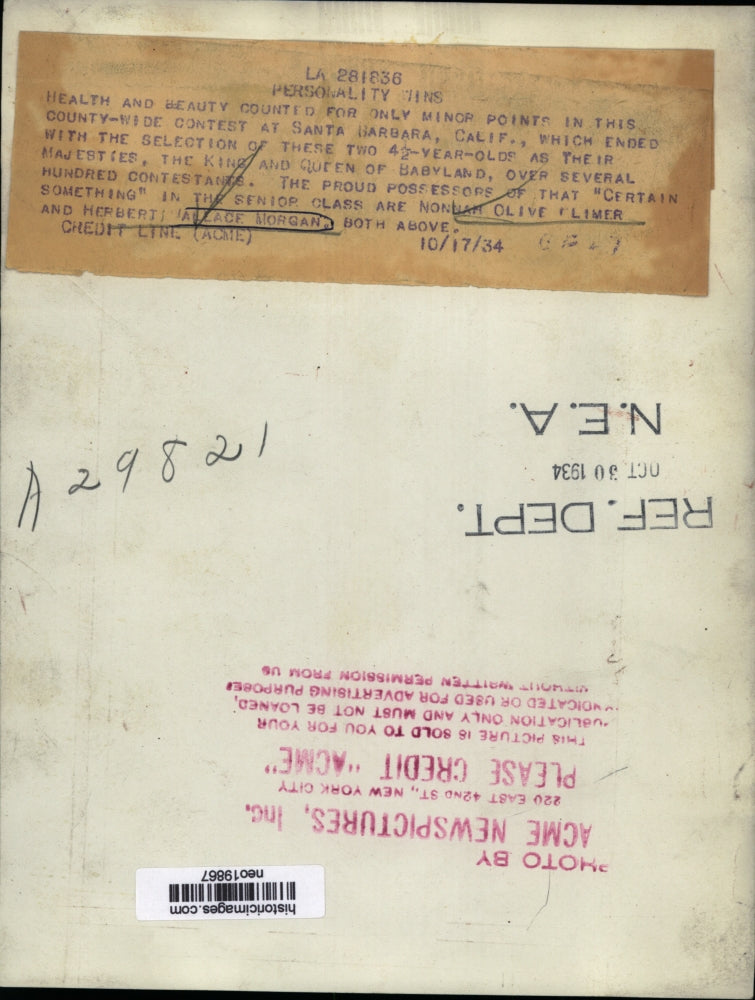 LA 281836
PERSONALITY WINS
HEALTH AND BEAUTY COUNTED FOR ONLY MINOR POINTS IN THIS
COUNTY-WIDE CONTEST AT SANTA BARBARA, CALIF., WHICH ENDED
WITH THE SELECTION OF THESE TWO 4½-YEAR-OLDS AS THEIR
MAJESTIES, THE KING AND QUEEN OF BABYLAND, OVER SEVERAL
HUNDRED CONTESTANTS. THE PROUD POSSESSORS OF THAT "CERTAIN
SOMETHING" IN THE SENIOR CLASS ARE NONNAH OLIVE
AND HERBERT WALLACE MORGAN, BOTH ABOVE.
CREDIT LINE (ACME) 10/17/34
A29821
REF. DEPT.
OCT 30 1934
N.E.A.
PHOTO BY
ACME NEWSPICTURES, Inc.
220 EAST 42ND ST., NEW YORK CITY
PLEASE CREDIT "ACME"
THIS PICTURE IS SOLD TO YOU FOR YOUR
PUBLICATION ONLY AND MUST NOT BE LOANED,
SYNDICATED OR USED FOR ADVERTISING PURPOSES
WITHOUT WRITTEN PERMISSION FROM US
historicimages.com
neo19867